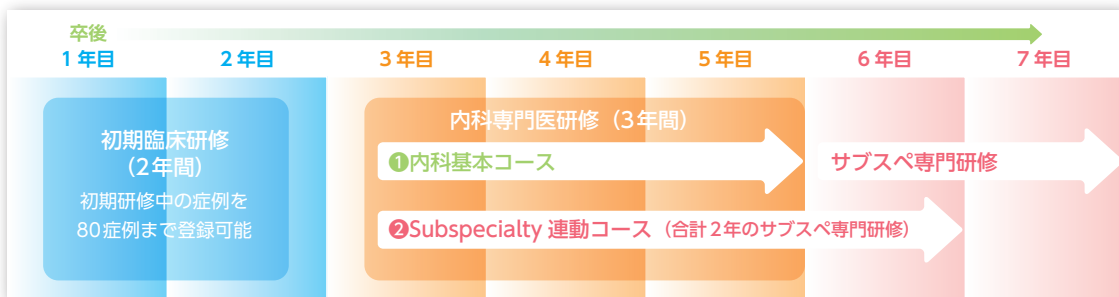 卒後
1年目 2年目 3年目 4年目 5年目 6年目 7年目
初期臨床研修
(2年間)
初期研修中の症例を
80症例まで登録可能
内科専門医研修（3年間）
❶内科基本コース
サブスペ専門研修
❷Subspecialty 連動コース（合計2年のサブスペ専門研修）